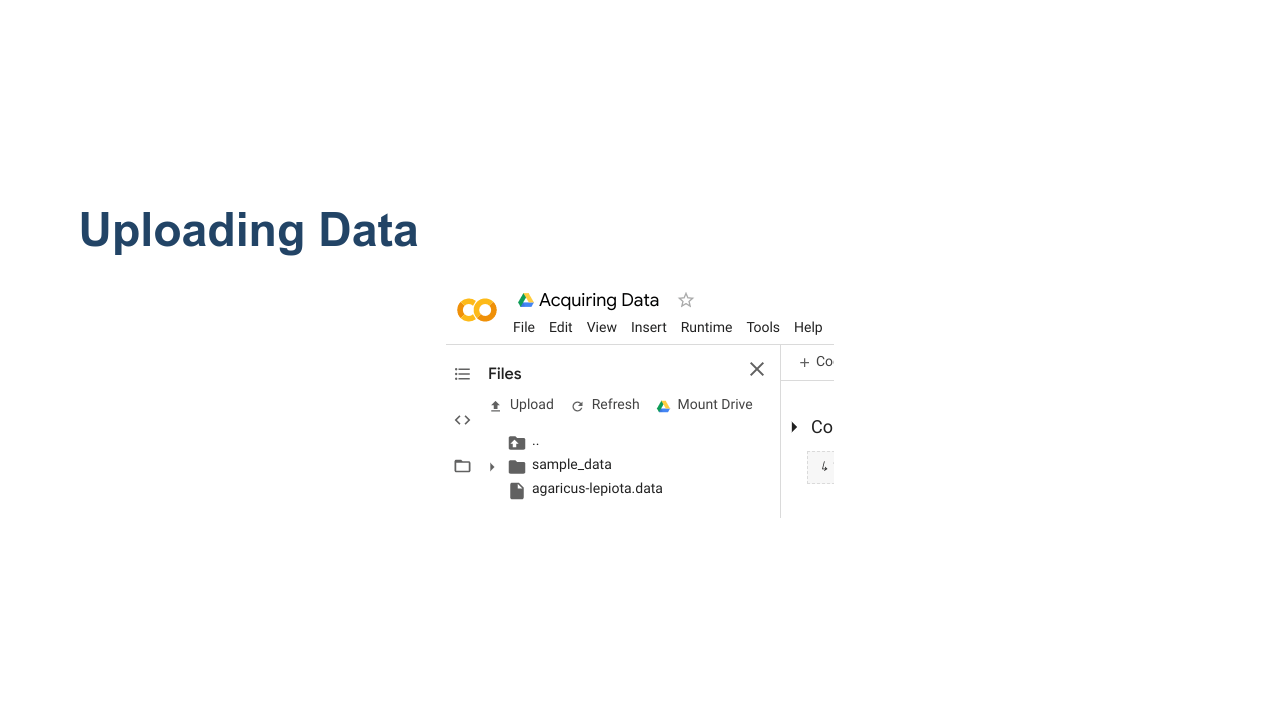 Uploading Data
Acquiring Data
File Edit View Insert Runtime Tools Help
Files
+ Co
Upload Refresh Mount Drive
Co
..
sample_data
agaricus-lepiota.data